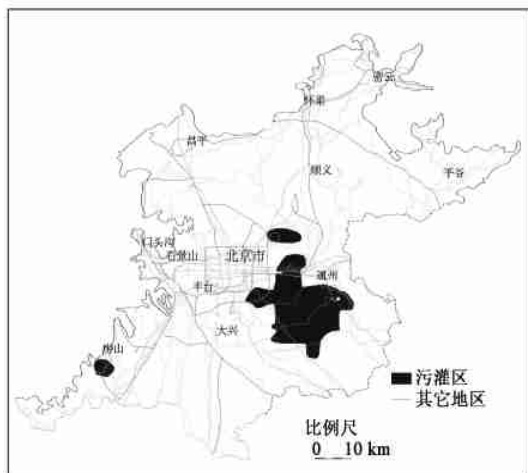 密云
怀柔
昌平
顺义
平谷
门头沟
石景山
北京市
通州
丰台
大兴
房山
污灌区
其它地区
比例尺
0 10 km